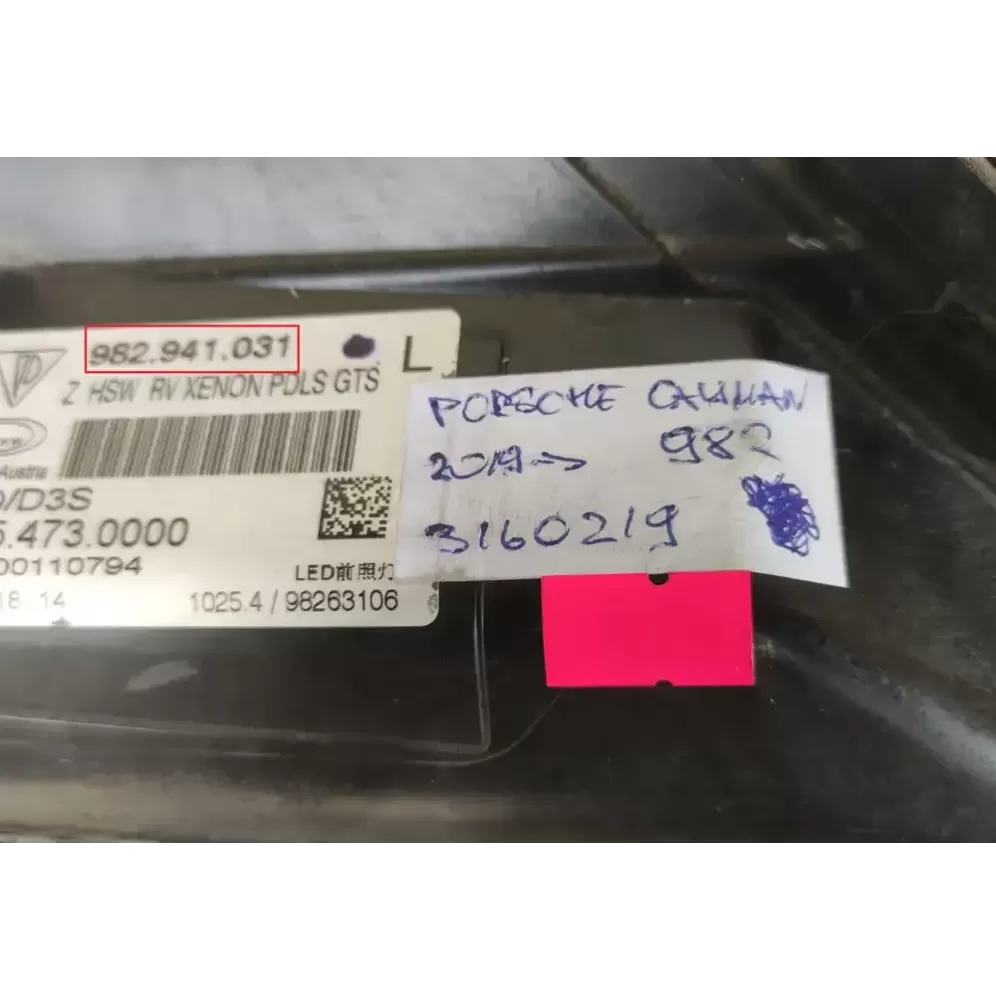 982.941.031
L
Z HSW RV XENON PDLS GTS
Austria
/D3S
.473.0000
00110794
LED前照灯
18 14
1025.4 / 98263106
PORSCHE CAYMAN
2019-> 982
3160219